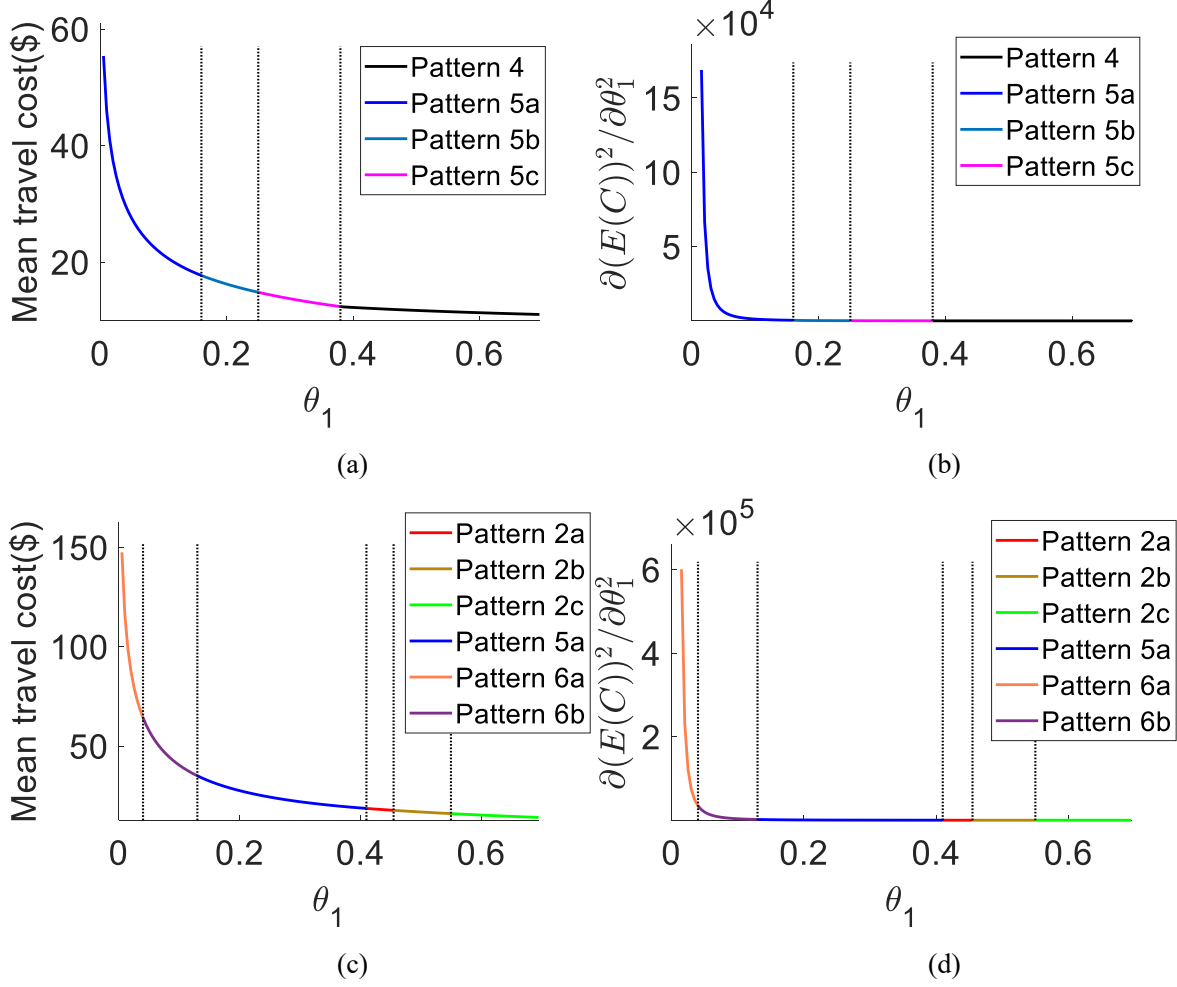 Mean travel cost($)
60
40
20
0 0.2 0.4 0.6
θ1
Pattern 4
Pattern 5a
Pattern 5b
Pattern 5c
(a)
∂(E(C))²/∂θ₁²
×10⁴
15
10
5
0 0.2 0.4 0.6
θ1
Pattern 4
Pattern 5a
Pattern 5b
Pattern 5c
(b)
Mean travel cost($)
150
100
50
0 0.2 0.4 0.6
θ1
Pattern 2a
Pattern 2b
Pattern 2c
Pattern 5a
Pattern 6a
Pattern 6b
(c)
∂(E(C))²/∂θ₁²
×10⁵
6
4
2
0 0.2 0.4 0.6
θ1
Pattern 2a
Pattern 2b
Pattern 2c
Pattern 5a
Pattern 6a
Pattern 6b
(d)